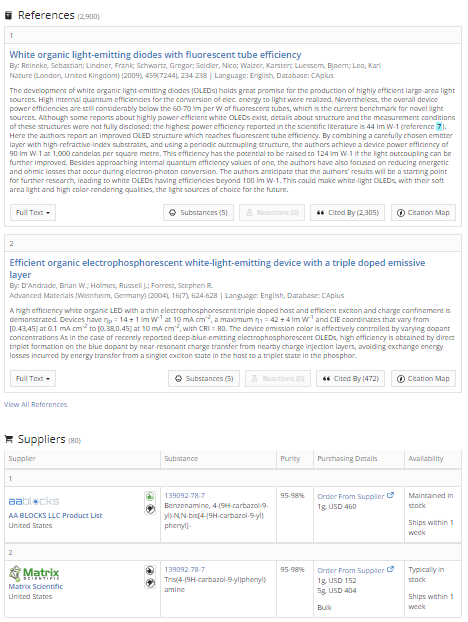 References (2,900)
1
White organic light-emitting diodes with fluorescent tube efficiency
By: Reineke, Sebastian; Lindner, Frank; Schwartz, Gregor; Seidler, Nico; Walzer, Karsten; Luessem, Bjoern; Leo, Karl
Nature (London, United Kingdom) (2009), 459(7244), 234-238 | Language: English, Database: CAplus
The development of white organic light-emitting diodes (OLEDs) holds great promise for the production of highly efficient large-area light
sources. High internal quantum efficiencies for the conversion of elec. energy to light were realized. Nevertheless, the overall device
power efficiencies are still considerably below the 60-70 lm per W of fluorescent tubes, which is the current benchmark for novel light
sources. Although some reports about highly power-efficient white OLEDs exist, details about structure and the measurement conditions
of these structures were not fully disclosed: the highest power efficiency reported in the scientific literature is 44 lm W-1 (reference 7).
Here the authors report an improved OLED structure which reaches fluorescent tube efficiency. By combining a carefully chosen emitter
layer with high-refractive-index substrates, and using a periodic outcoupling structure, the authors achieve a device power efficiency of
90 lm W-1 at 1,000 candelas per square metre. This efficiency has the potential to be raised to 124 lm W-1 if the light outcoupling can be
further improved. Besides approaching internal quantum efficiency values of one, the authors have also focused on reducing energetic
and ohmic losses that occur during electron-photon conversion. The authors anticipate that the authors' results will be a starting point
for further research, leading to white OLEDs having efficiencies beyond 100 lm W-1. This could make white-light OLEDs, with their soft
area light and high color-rendering qualities, the light sources of choice for the future.
Full Text Substances (5) Reactions (0) Cited By (2,305) Citation Map
2
Efficient organic electrophosphorescent white-light-emitting device with a triple doped emissive
layer
By: D'Andrade, Brian W.; Holmes, Russell J.; Forrest, Stephen R.
Advanced Materials (Weinheim, Germany) (2004), 16(7), 624-628 | Language: English, Database: CAplus
A high efficiency white organic LED with a thin electrophosphorescent triple doped host and efficient exciton and charge confinement is
demonstrated. Devices have ηp = 14 ± 1 lm W-1 at 10 mA cm-2, a maximum η1 = 42 ± 4 lm W-1 and CIE coordinates that vary from
[0.43,45] at 0.1 mA cm-2 to [0.38,0.45] at 10 mA cm-2, with CRI = 80. The device emission color is effectively controlled by varying dopant
concentrations As in the case of recently reported deep-blue-emitting electrophosphorescent OLEDs, high efficiency is obtained by direct
triplet formation on the blue dopant by near-resonant charge transfer from nearby charge injection layers, avoiding exchange energy
losses incurred by energy transfer from a singlet exciton state in the host to a triplet state in the phosphor.
Full Text Substances (5) Reactions (0) Cited By (472) Citation Map
View All References
Suppliers (80)
Supplier Substance Purity Purchasing Details Availability
1
aablocks
AA BLOCKS LLC Product List
United States
139092-78-7
Benzenamine, 4-(9H-carbazol-9-
yl)-N,N-bis[4-(9H-carbazol-9-yl)
phenyl]-
95-98%
Order From Supplier
1g, USD 460
Maintained in
stock
Ships within 1
week
2
Matrix
SCIENTIFIC
Matrix Scientific
United States
139092-78-7
Tris(4-(9H-carbazol-9-yl)phenyl)
amine
95-98%
Order From Supplier
1g, USD 152
5g, USD 404
Bulk
Typically in
stock
Ships within 1
week